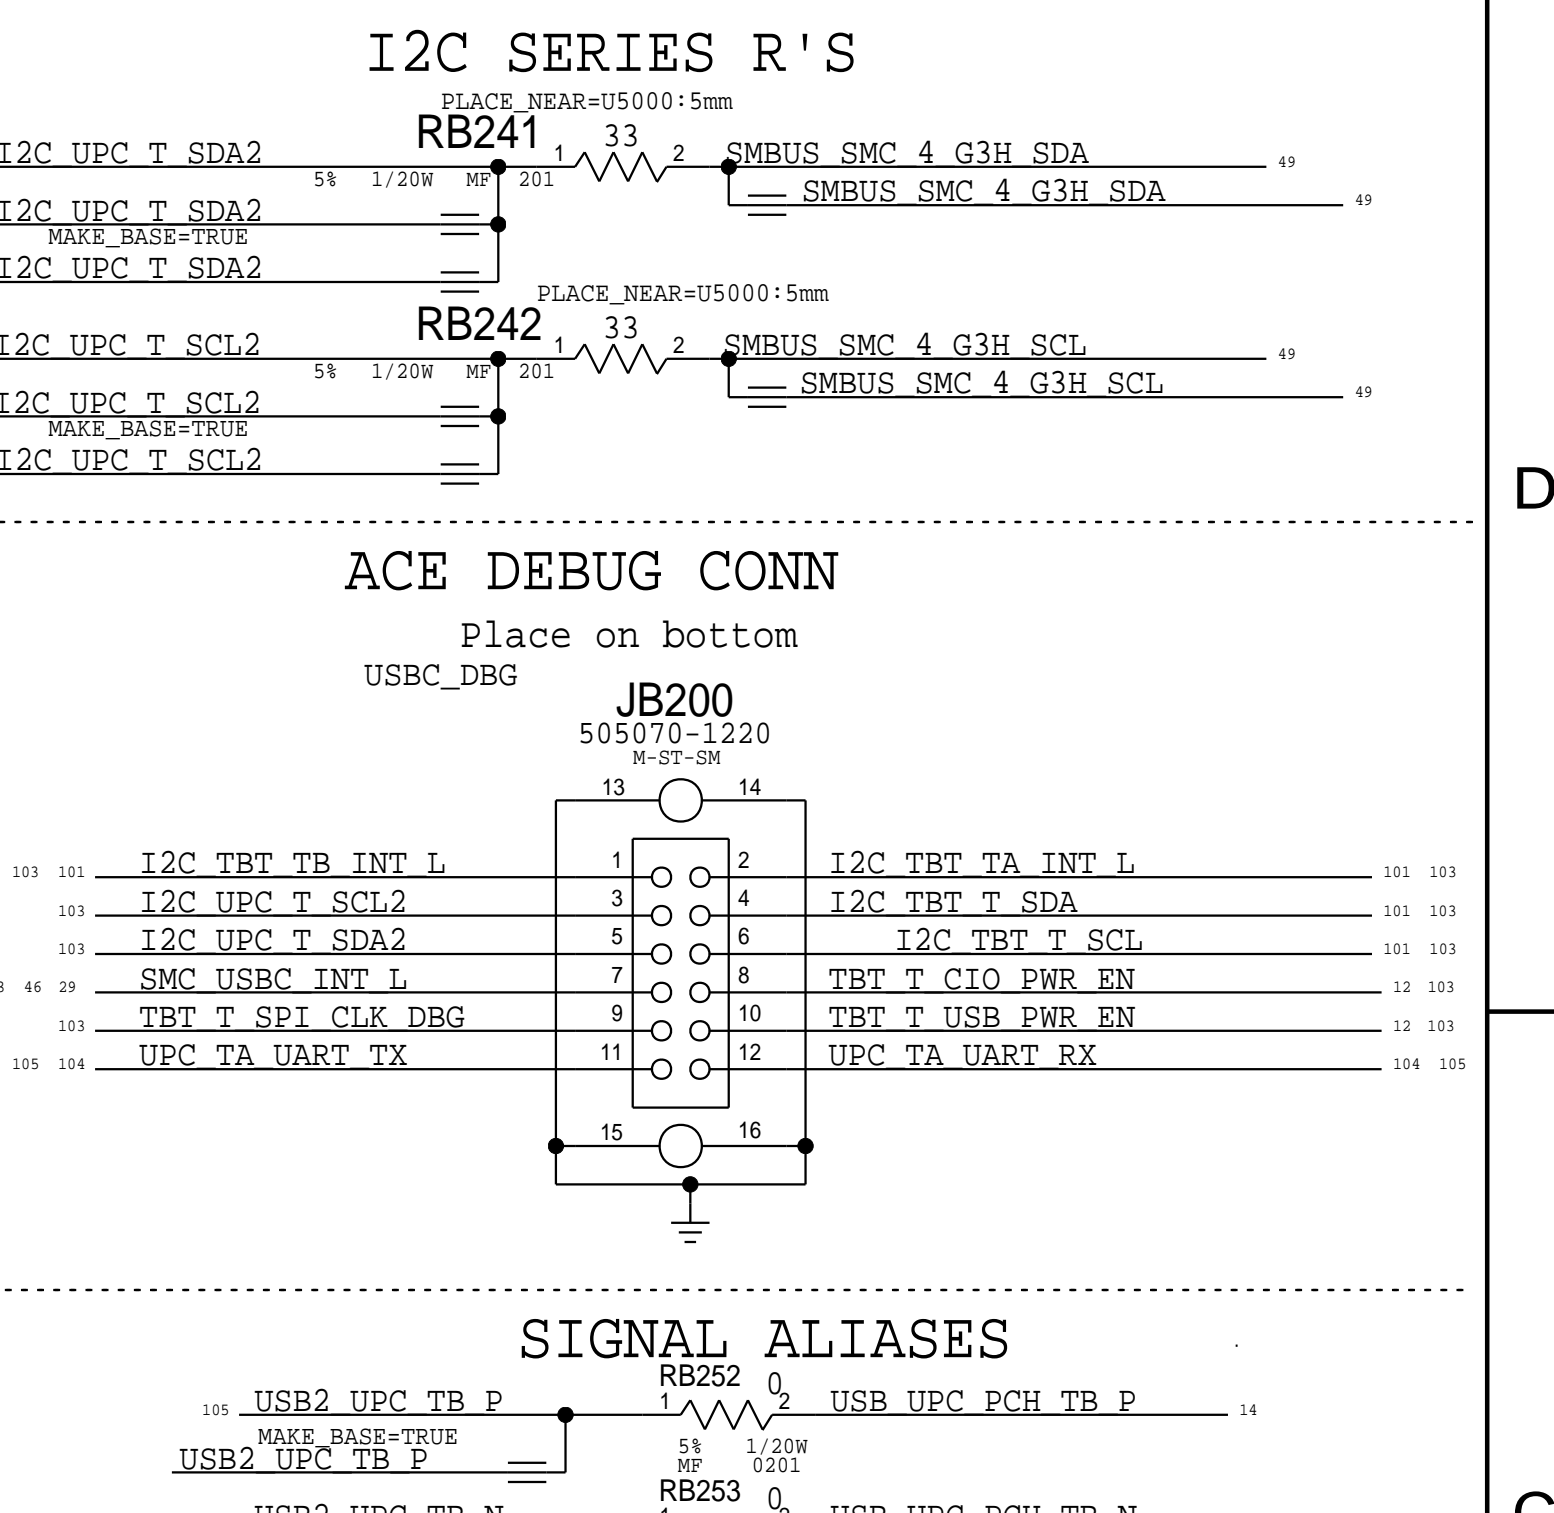 I2C SERIES R'S
PLACE_NEAR=U5000:5mm
RB241
33
I2C_UPC_T_SDA2 1 2 SMBUS_SMC_4_G3H_SDA 49
5% 1/20W MF 201
SMBUS_SMC_4_G3H_SDA 49
I2C_UPC_T_SDA2
MAKE_BASE=TRUE
I2C_UPC_T_SDA2
PLACE_NEAR=U5000:5mm
RB242
33
I2C_UPC_T_SCL2 1 2 SMBUS_SMC_4_G3H_SCL 49
5% 1/20W MF 201
SMBUS_SMC_4_G3H_SCL 49
I2C_UPC_T_SCL2
MAKE_BASE=TRUE
I2C_UPC_T_SCL2
D
ACE DEBUG CONN
Place on bottom
USBC_DBG
JB200
505070-1220
M-ST-SM
13 14
103 101 I2C_TBT_TB_INT_L 1 2 I2C_TBT_TA_INT_L 101 103
103 I2C_UPC_T_SCL2 3 4 I2C_TBT_T_SDA 101 103
103 I2C_UPC_T_SDA2 5 6 I2C_TBT_T_SCL 101 103
46 29 SMC_USBC_INT_L 7 8 TBT_T_CIO_PWR_EN 12 103
103 TBT_T_SPI_CLK_DBG 9 10 TBT_T_USB_PWR_EN 12 103
105 104 UPC_TA_UART_TX 11 12 UPC_TA_UART_RX 104 105
15 16
SIGNAL ALIASES
RB252
0
105 USB2_UPC_TB_P 1 2 USB_UPC_PCH_TB_P 14
MAKE_BASE=TRUE
5% 1/20W
USB2_UPC_TB_P
MF 0201
RB253
0
USB2_UPC_TB_N USB_UPC_PCH_TB_N